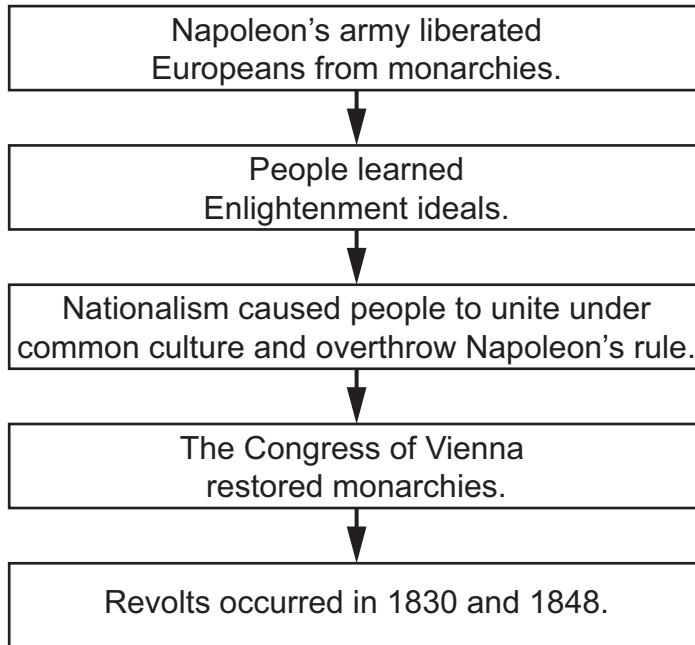 Napoleon’s army liberated
Europeans from monarchies.
People learned
Enlightenment ideals.
Nationalism caused people to unite under
common culture and overthrow Napoleon’s rule.
The Congress of Vienna
restored monarchies.
Revolts occurred in 1830 and 1848.